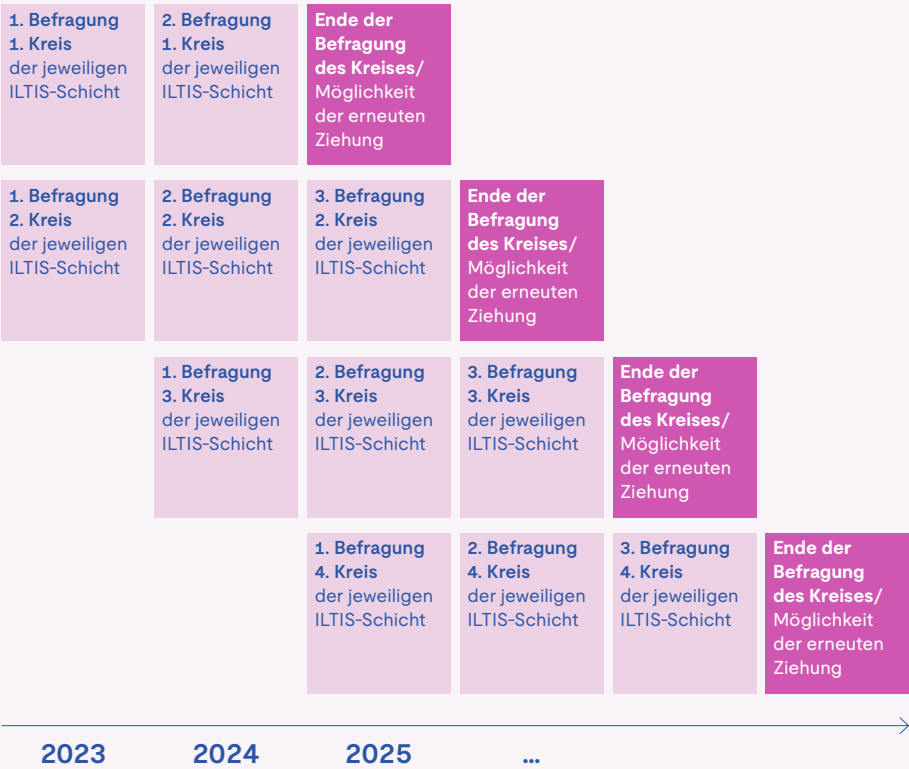 1. Befragung
1. Kreis
der jeweiligen
ILTIS-Schicht
2. Befragung
1. Kreis
der jeweiligen
ILTIS-Schicht
Ende der
Befragung
des Kreises/
Möglichkeit
der erneuten
Ziehung
1. Befragung
2. Kreis
der jeweiligen
ILTIS-Schicht
2. Befragung
2. Kreis
der jeweiligen
ILTIS-Schicht
3. Befragung
2. Kreis
der jeweiligen
ILTIS-Schicht
Ende der
Befragung
des Kreises/
Möglichkeit
der erneuten
Ziehung
1. Befragung
3. Kreis
der jeweiligen
ILTIS-Schicht
2. Befragung
3. Kreis
der jeweiligen
ILTIS-Schicht
3. Befragung
3. Kreis
der jeweiligen
ILTIS-Schicht
Ende der
Befragung
des Kreises/
Möglichkeit
der erneuten
Ziehung
1. Befragung
4. Kreis
der jeweiligen
ILTIS-Schicht
2. Befragung
4. Kreis
der jeweiligen
ILTIS-Schicht
3. Befragung
4. Kreis
der jeweiligen
ILTIS-Schicht
Ende der
Befragung
des Kreises/
Möglichkeit
der erneuten
Ziehung
2023 2024 2025 ...